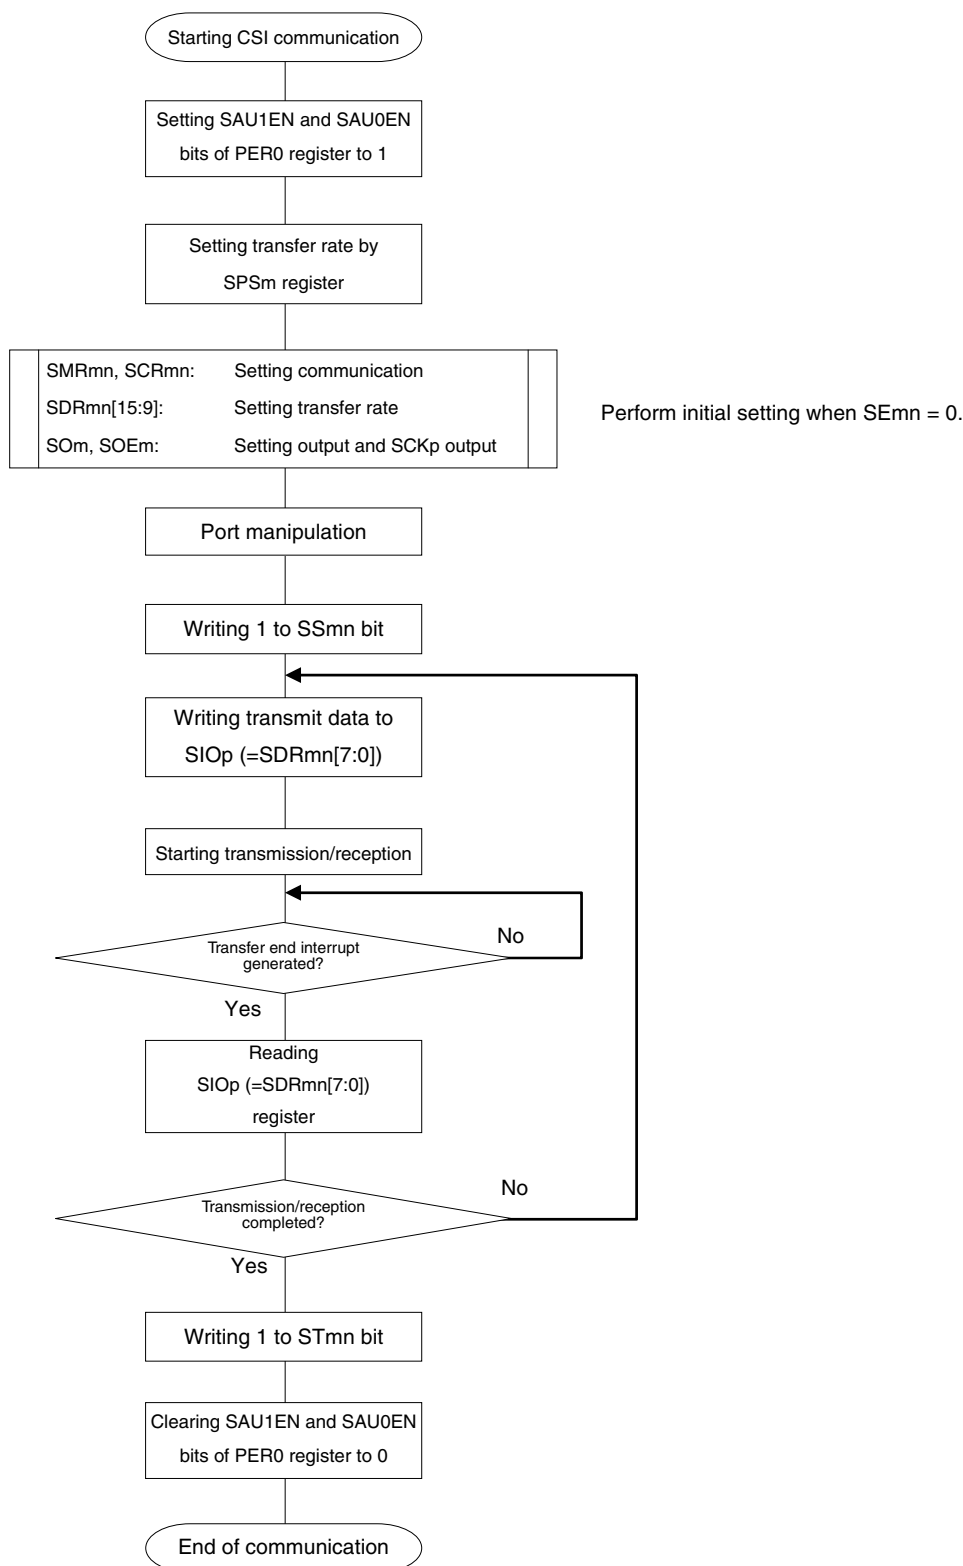 Starting CSI communication
Setting SAU1EN and SAU0EN
bits of PER0 register to 1
Setting transfer rate by
SPSm register
SMRmn, SCRmn: Setting communication
SDRmn[15:9]: Setting transfer rate
SOm, SOEm: Setting output and SCKp output
Perform initial setting when SEmn = 0.
Port manipulation
Writing 1 to SSmn bit
Writing transmit data to
SIOp (=SDRmn[7:0])
Starting transmission/reception
Transfer end interrupt
generated?
No
Yes
Reading
SIOp (=SDRmn[7:0])
register
Transmission/reception
completed?
No
Yes
Writing 1 to STmn bit
Clearing SAU1EN and SAU0EN
bits of PER0 register to 0
End of communication